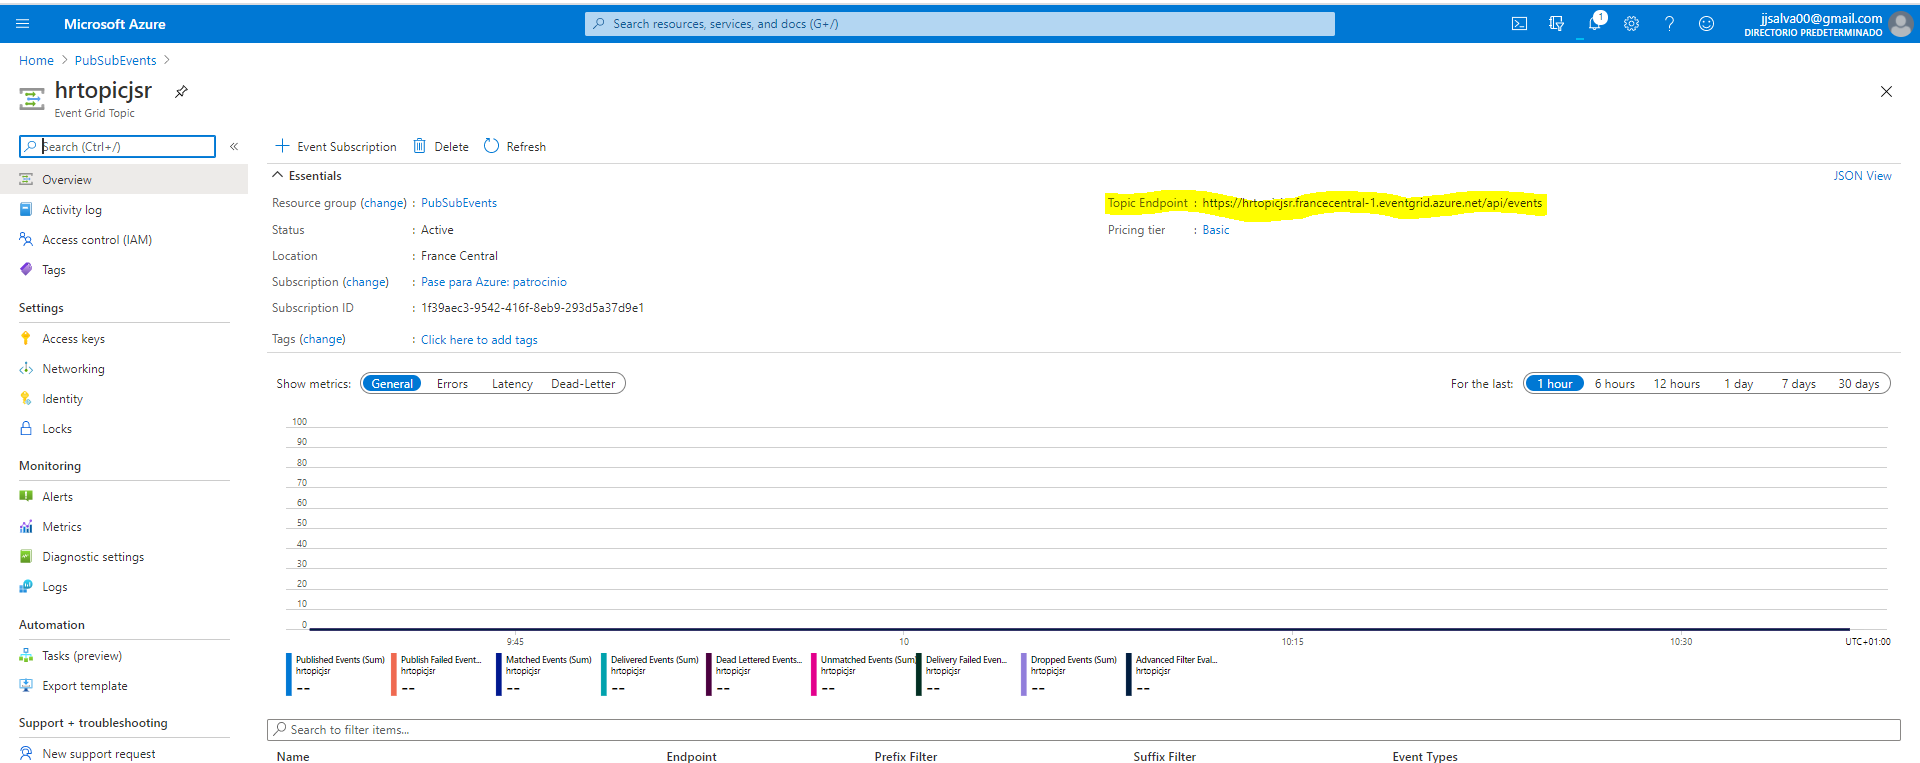 Microsoft Azure
Search resources, services, and docs (G+/)
1
jjsalva00@gmail.com
DIRECTORIO PREDETERMINADO
Home > PubSubEvents >
hrtopicjsr
Event Grid Topic
Search (Ctrl+/)
«
Event Subscription
Delete
Refresh
Overview
Activity log
Access control (IAM)
Tags
Settings
Access keys
Networking
Identity
Locks
Monitoring
Alerts
Metrics
Diagnostic settings
Logs
Automation
Tasks (preview)
Export template
Support + troubleshooting
New support request
Essentials
JSON View
Resource group (change) : PubSubEvents
Status : Active
Location : France Central
Subscription (change) : Pase para Azure: patrocinio
Subscription ID : 1f39aec3-9542-416f-8eb9-293d5a37d9e1
Tags (change) : Click here to add tags
Topic Endpoint : https://hrtopicjsr.francecentral-1.eventgrid.azure.net/api/events
Pricing tier : Basic
Show metrics: General Errors Latency Dead-Letter
For the last: 1 hour 6 hours 12 hours 1 day 7 days 30 days
100
90
80
70
60
50
40
30
20
10
0
9:45 10 10:15 10:30 UTC+01:00
Published Events (Sum)
hrtopicjsr
--
Publish Failed Event...
hrtopicjsr
--
Matched Events (Sum)
hrtopicjsr
--
Delivered Events (Sum)
hrtopicjsr
--
Dead Lettered Events...
hrtopicjsr
--
Unmatched Events (Sum)
hrtopicjsr
--
Delivery Failed Even...
hrtopicjsr
--
Dropped Events (Sum)
hrtopicjsr
--
Advanced Filter Eval...
hrtopicjsr
--
Search to filter items...
Name Endpoint Prefix Filter Suffix Filter Event Types